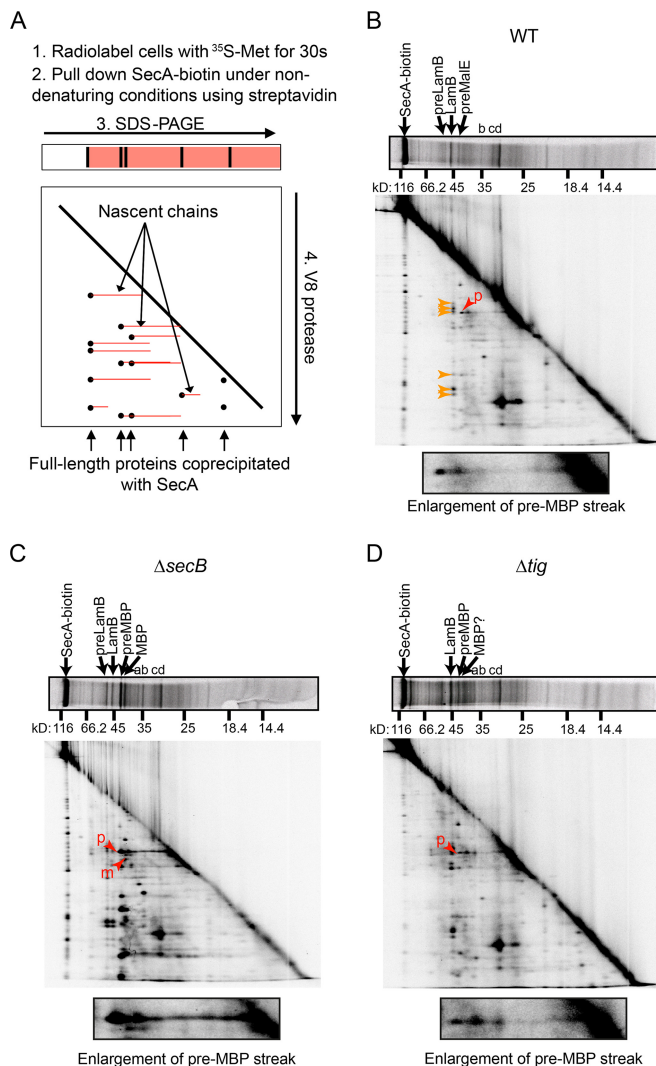 A
1. Radiolabel cells with ³⁵S-Met for 30s
2. Pull down SecA-biotin under non-
denaturing conditions using streptavidin
3. SDS-PAGE
Nascent chains
4. V8 protease
Full-length proteins coprecipitated
with SecA
B
WT
SecA-biotin
preLamB
LamB
preMalE
b cd
kD: 116 66.2 45 35 25 18.4 14.4
p
Enlargement of pre-MBP streak
C
ΔsecB
SecA-biotin
preLamB
LamB
preMBP
MBP
ab cd
kD: 116 66.2 45 35 25 18.4 14.4
p
m
Enlargement of pre-MBP streak
D
Δtig
SecA-biotin
LamB
preMBP
MBP?
ab cd
kD: 116 66.2 45 35 25 18.4 14.4
p
Enlargement of pre-MBP streak